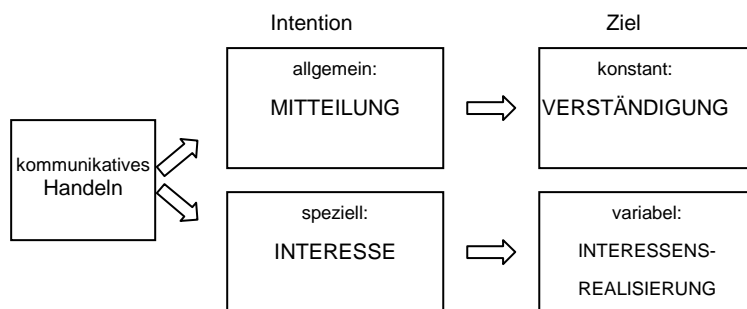 Intention
Ziel
kommunikatives
Handeln
allgemein:
MITTEILUNG
konstant:
VERSTÄNDIGUNG
speziell:
INTERESSE
variabel:
INTERESSENS-
REALISIERUNG